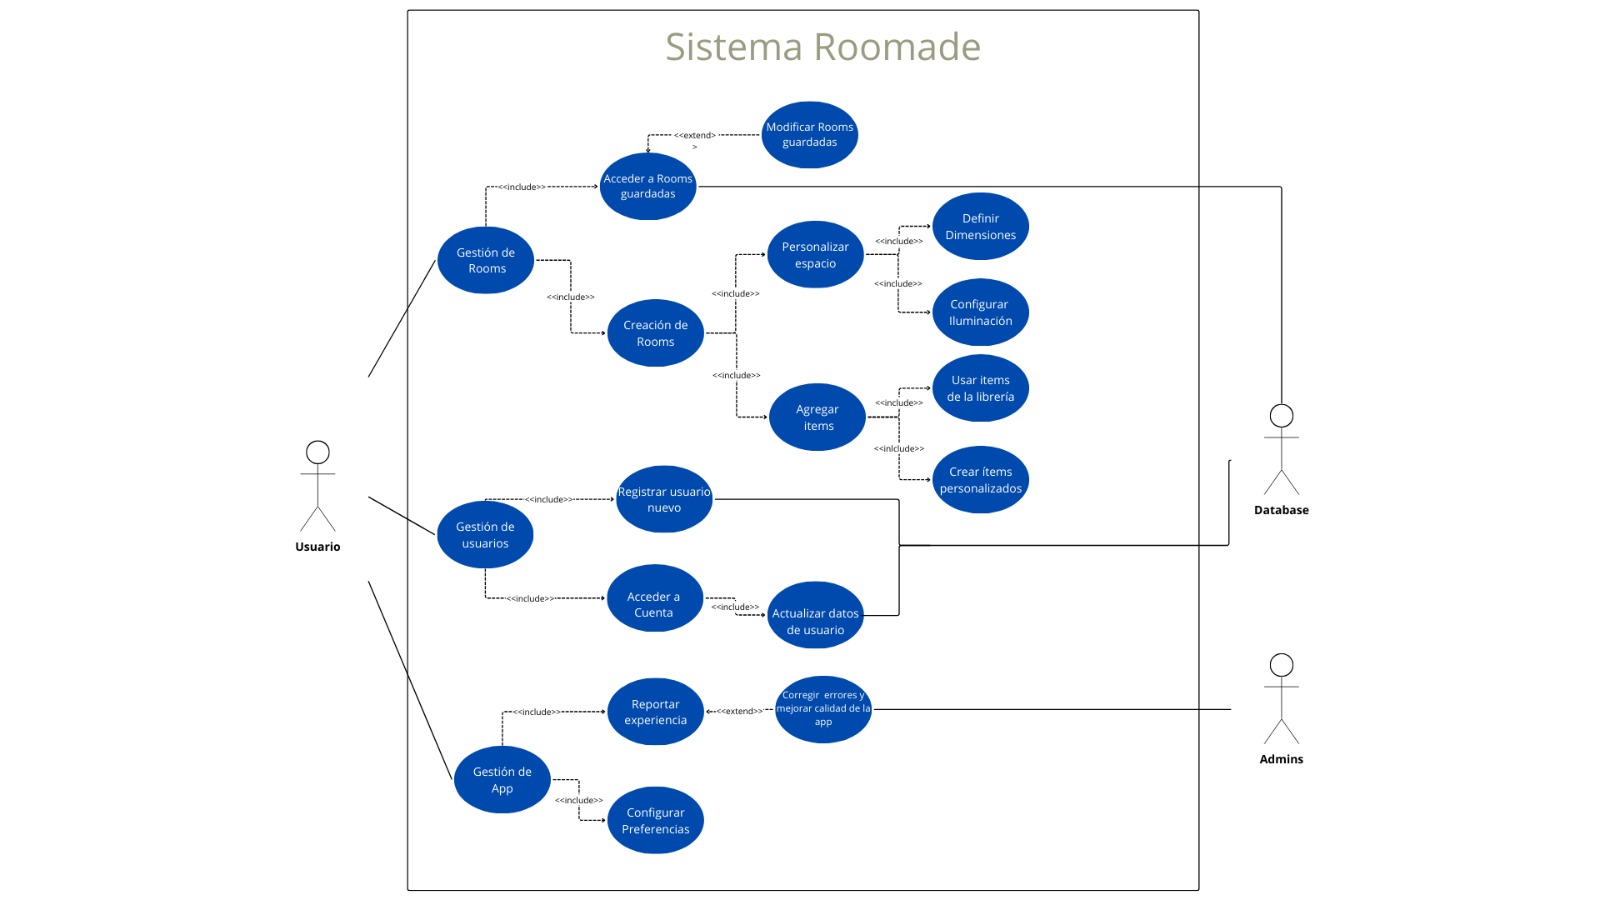 Sistema Roomade
Modificar Rooms
guardadas
<<extend>
>
Acceder a Rooms
guardadas
<<include>>
Definir
Dimensiones
Personalizar
espacio
<<include>>
Gestión de
Rooms
<<include>>
<<include>>
<<include>>
Configurar
Iluminación
Creación de
Rooms
<<include>>
Usar items
de la librería
<<include>>
Agregar
items
<<inlclude>>
Crear ítems
personalizados
Database
Registrar usuario
nuevo
<<include>>
Gestión de
usuarios
Usuario
<<include>>
Acceder a
Cuenta
<<include>>
Actualizar datos
de usuario
Corregir  errores y
mejorar calidad de la
app
Reportar
experiencia
<<include>>
<<extend>>
Admins
Gestión de
App
<<include>>
Configurar
Preferencias